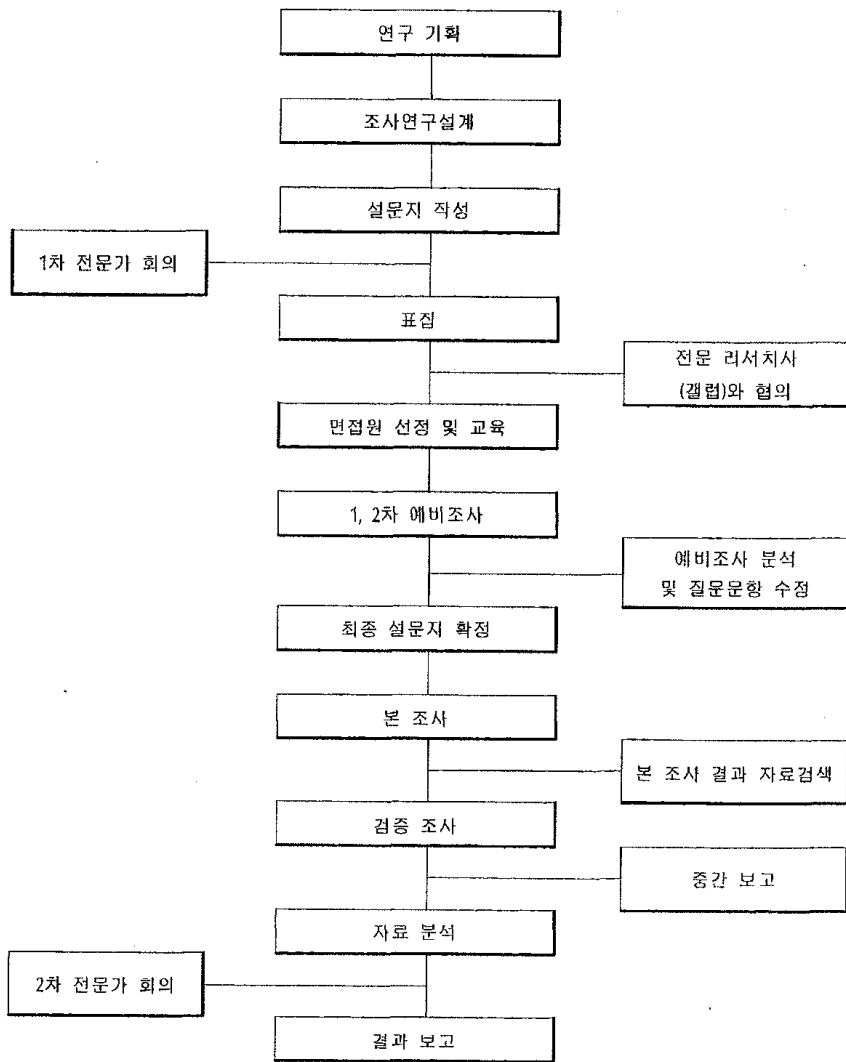 연구 기획
조사연구설계
설문지 작성
1차 전문가 회의
표집
전문 리서치사
(갤럽)와 협의
면접원 선정 및 교육
1, 2차 예비조사
예비조사 분석
및 질문문항 수정
최종 설문지 확정
본 조사
본 조사 결과 자료검색
검증 조사
중간 보고
자료 분석
2차 전문가 회의
결과 보고